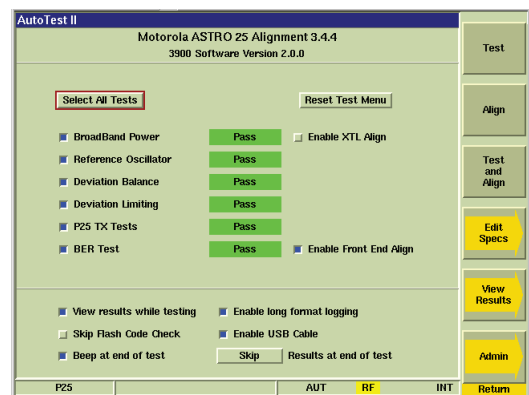 AutoTest II
Motorola ASTRO 25 Alignment 3.4.4
3900 Software Version 2.0.0
Select All Tests
Reset Test Menu
BroadBand Power Pass Enable XTL Align
Reference Oscillator Pass
Deviation Balance Pass
Deviation Limiting Pass
P25 TX Tests Pass
BER Test Pass Enable Front End Align
View results while testing Enable long format logging
Skip Flash Code Check Enable USB Cable
Beep at end of test Skip Results at end of test
P25 AUT RF INT
Test
Align
Test
and
Align
Edit
Specs
View
Results
Admin
Return